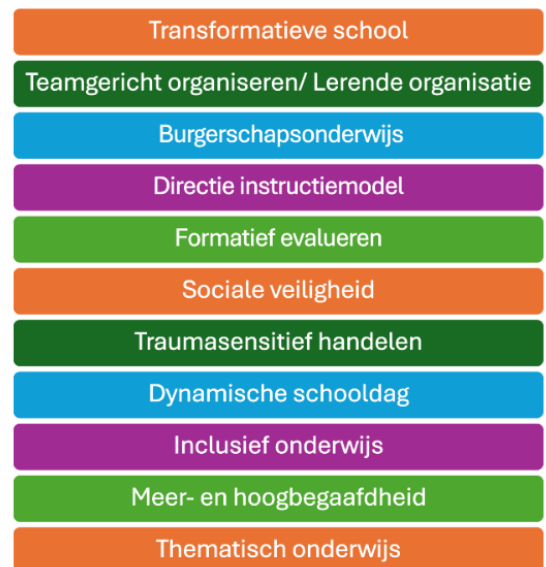 Transformatieve school
Teamgericht organiseren/ Lerende organisatie
Burgerschapsonderwijs
Directie instructiemodel
Formatief evalueren
Sociale veiligheid
Traumasensitief handelen
Dynamische schooldag
Inclusief onderwijs
Meer- en hoogbegaafdheid
Thematisch onderwijs